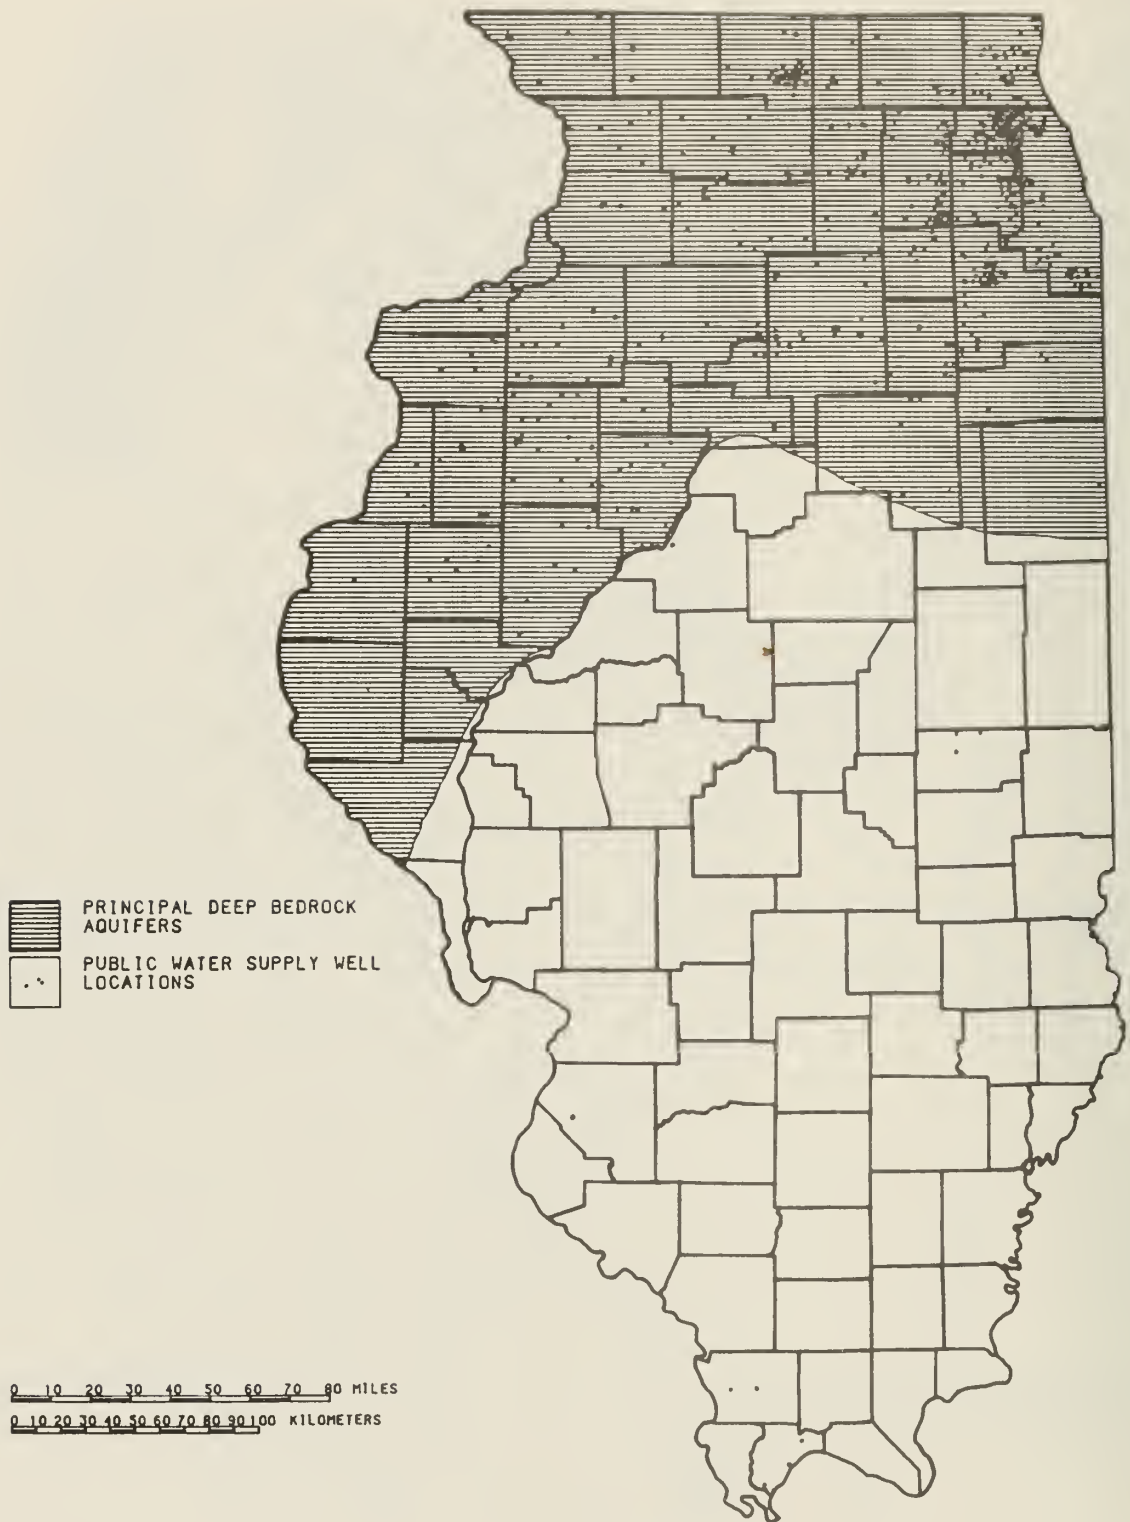 PRINCIPAL DEEP BEDROCK
AQUIFERS
PUBLIC WATER SUPPLY WELL
LOCATIONS
0 10 20 30 40 50 60 70 80 MILES
0 10 20 30 40 50 60 70 80 90 100 KILOMETERS